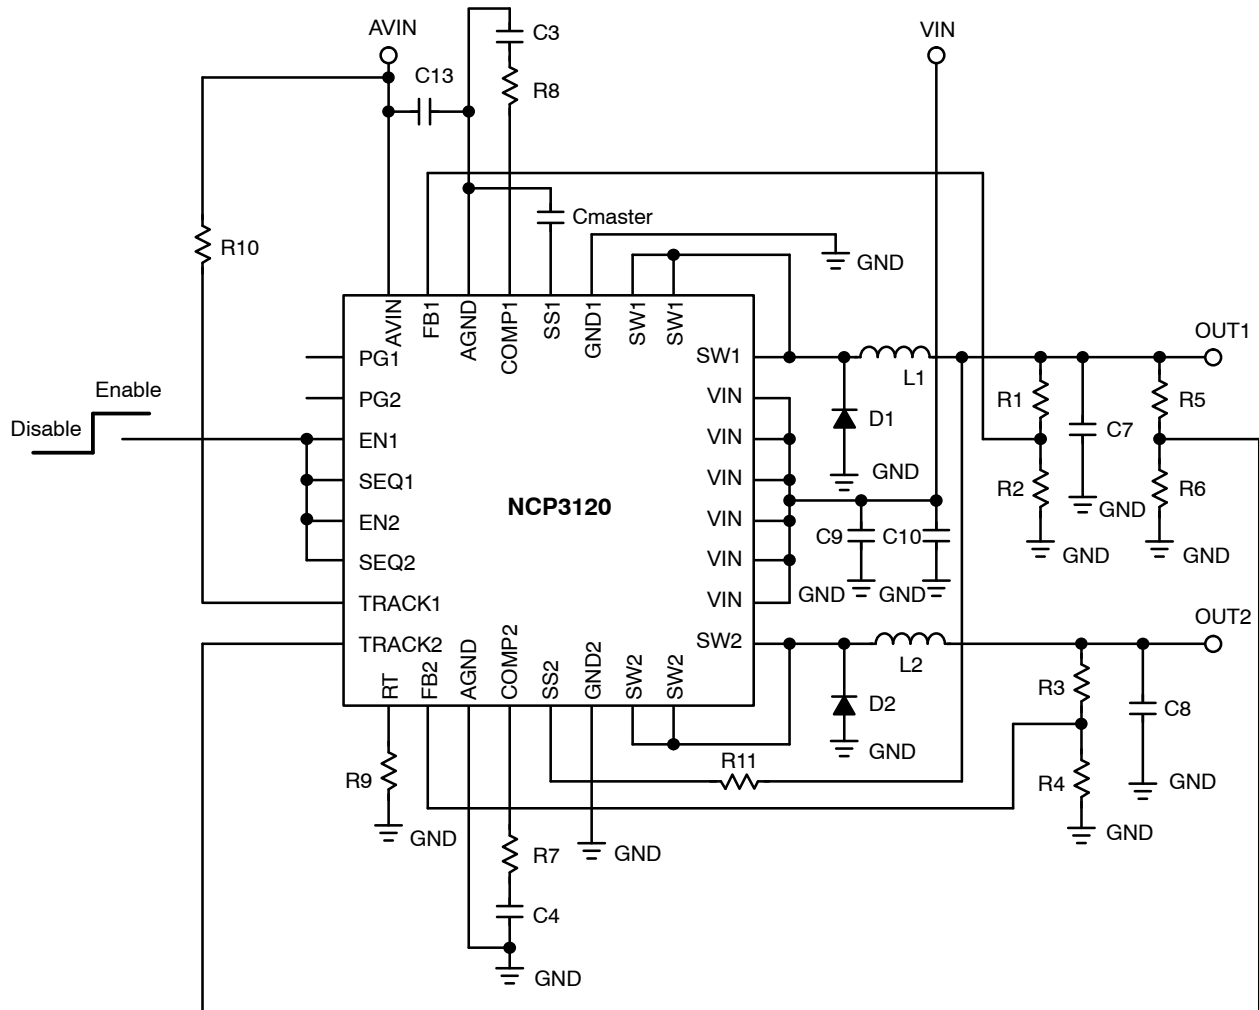 AVIN
C3
VIN
C13
R8
Cmaster
R10
GND
AVIN
FB1
AGND
COMP1
SS1
GND1
SW1
SW1
OUT1
PG1
SW1
L1
Enable
PG2
VIN
R1
R5
Disable
EN1
VIN
D1
C7
SEQ1
VIN
GND
R2
R6
NCP3120
GND
EN2
VIN
C9
C10
SEQ2
VIN
GND
GND
TRACK1
VIN
GND
GND
OUT2
TRACK2
SW2
L2
RT
FB2
AGND
COMP2
SS2
GND2
SW2
SW2
R3
D2
C8
GND
R11
R9
R4
GND
GND
GND
R7
GND
C4
GND